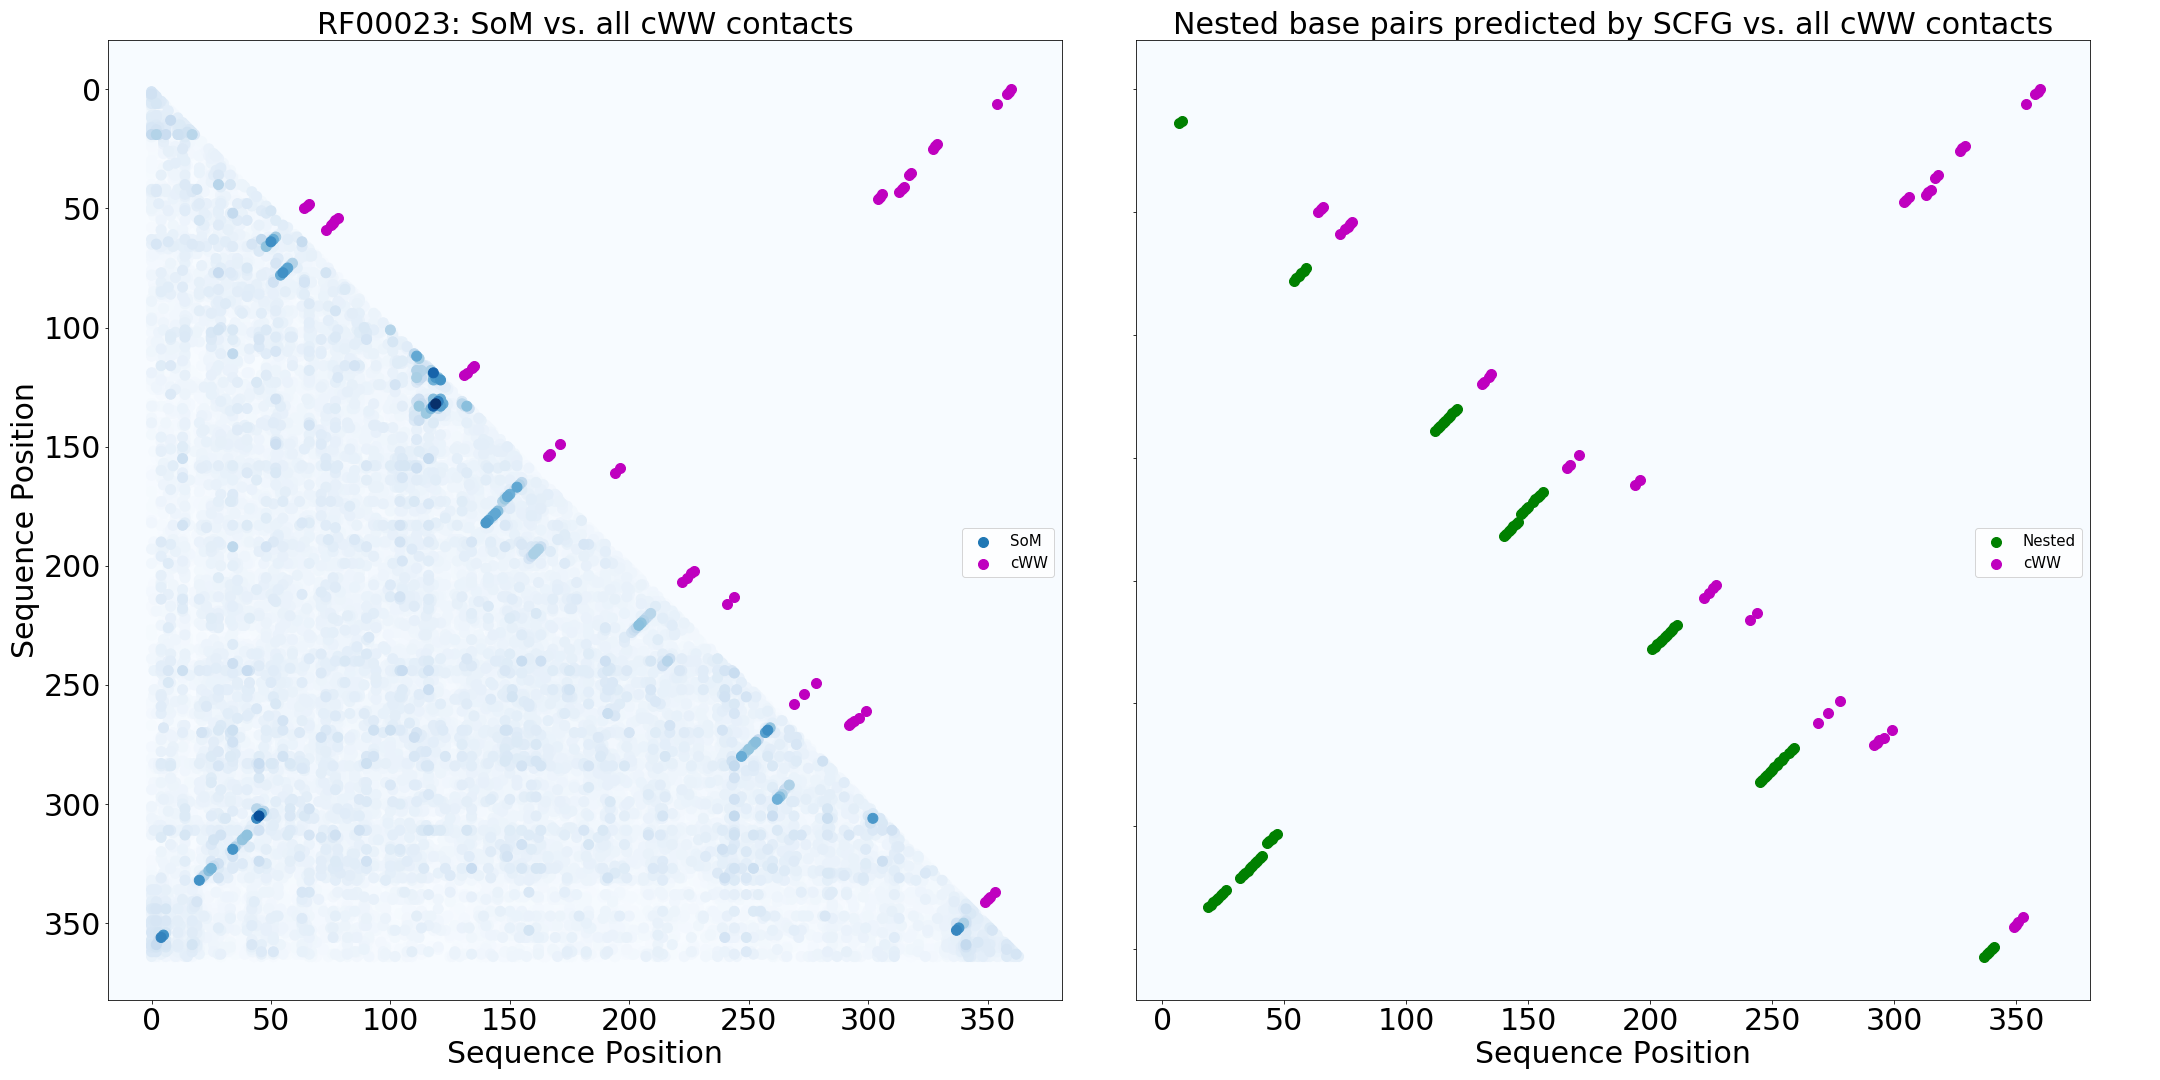 RF00023: SoM vs. all cWW contacts
Nested base pairs predicted by SCFG vs. all cWW contacts
Sequence Position
0
50
100
150
200
250
300
350
SoM
cWW
Nested
cWW
0 50 100 150 200 250 300 350
0 50 100 150 200 250 300 350
Sequence Position
Sequence Position